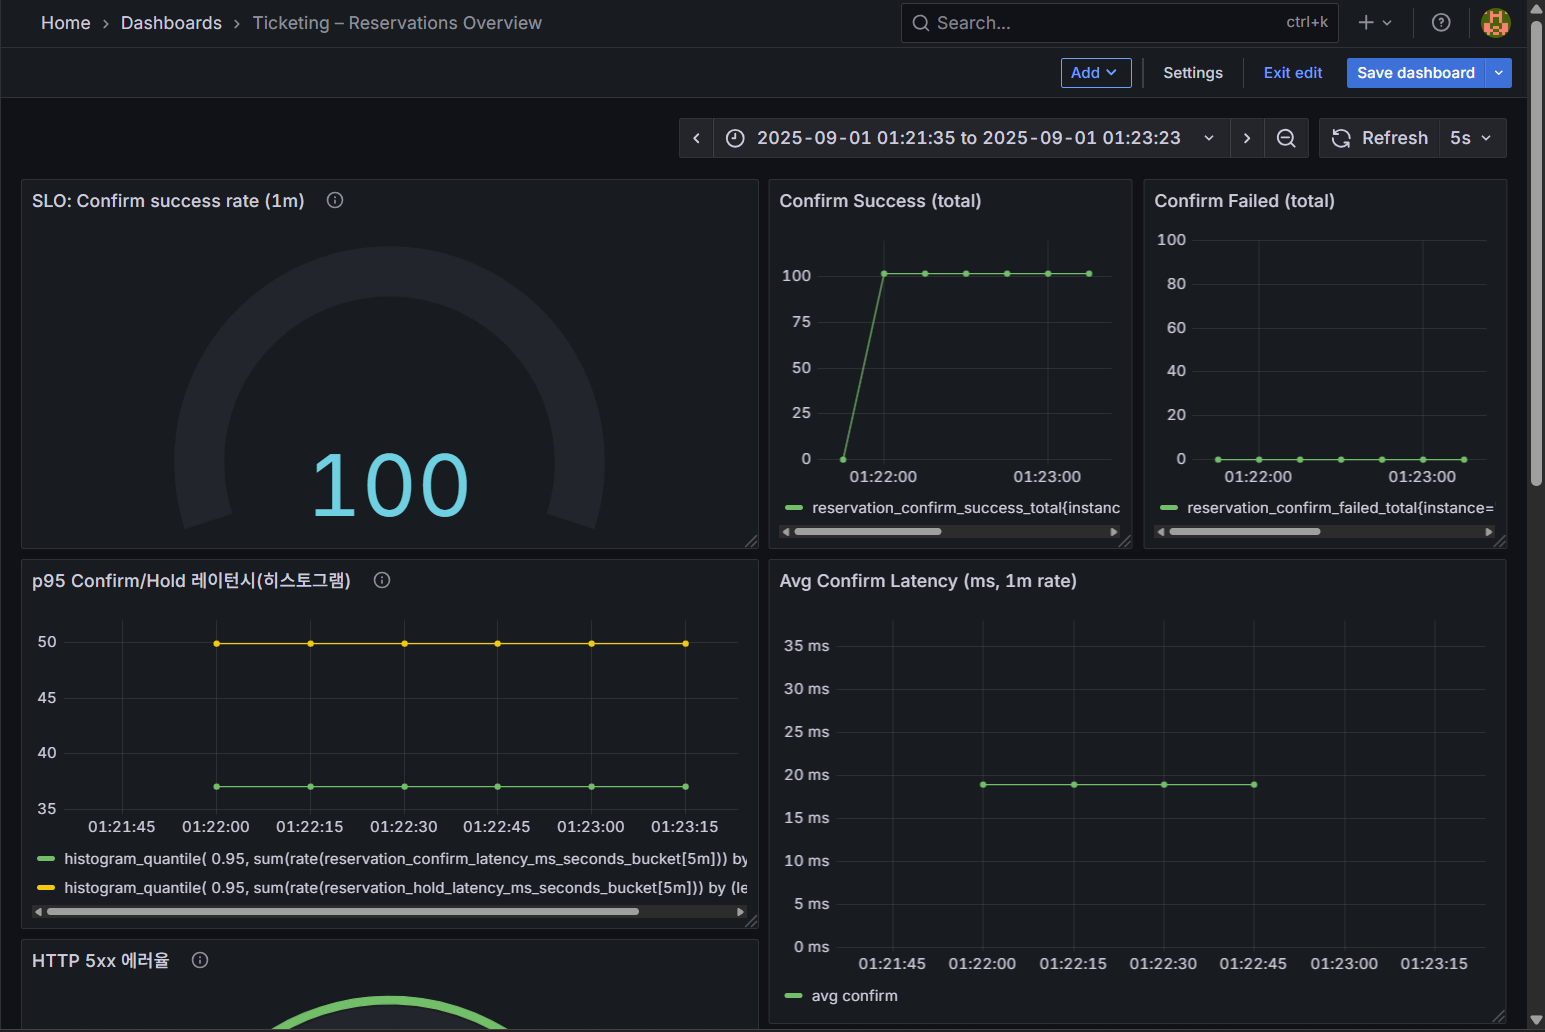 Home › Dashboards › Ticketing – Reservations Overview
Search... ctrl+k
Add
Settings
Exit edit
Save dashboard
2025-09-01 01:21:35 to 2025-09-01 01:23:23
Refresh
5s
SLO: Confirm success rate (1m)
100
Confirm Success (total)
100
75
50
25
0
01:22:00 01:23:00
reservation_confirm_success_total{instanc
Confirm Failed (total)
100
80
60
40
20
0
01:22:00 01:23:00
reservation_confirm_failed_total{instance=
p95 Confirm/Hold 레이턴시(히스토그램)
50
45
40
35
01:21:45 01:22:00 01:22:15 01:22:30 01:22:45 01:23:00 01:23:15
histogram_quantile( 0.95, sum(rate(reservation_confirm_latency_ms_seconds_bucket[5m])) by
histogram_quantile( 0.95, sum(rate(reservation_hold_latency_ms_seconds_bucket[5m])) by (le
Avg Confirm Latency (ms, 1m rate)
35 ms
30 ms
25 ms
20 ms
15 ms
10 ms
5 ms
0 ms
01:21:45 01:22:00 01:22:15 01:22:30 01:22:45 01:23:00 01:23:15
avg confirm
HTTP 5xx 에러율